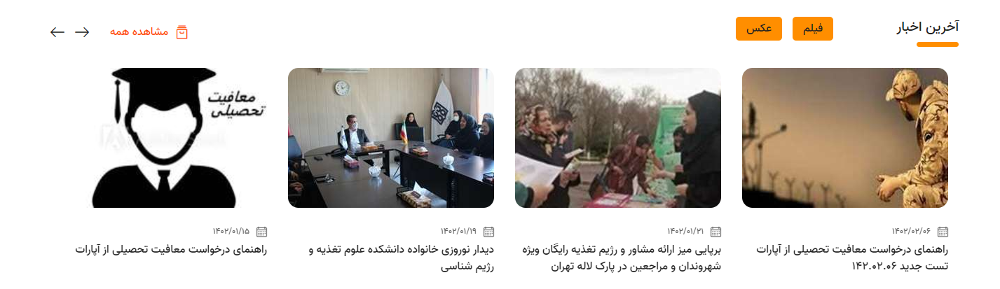 آخرین اخبار
فیلم
عکس
مشاهده همه
۱۴۰۲/۰۲/۰۶
راهنمای درخواست معافیت تحصیلی از آپارات
تست جدید ۱۴۲.۰۲.۰۶
۱۴۰۲/۰۱/۲۱
برپایی میز ارائه مشاور و رژیم تغذیه رایگان ویژه
شهروندان و مراجعین در پارک لاله تهران
۱۴۰۲/۰۱/۱۹
دیدار نوروزی خانواده دانشکده علوم تغذیه و
رژیم شناسی
معافیت
تحصیلی
۱۴۰۲/۰۱/۱۵
راهنمای درخواست معافیت تحصیلی از آپارات